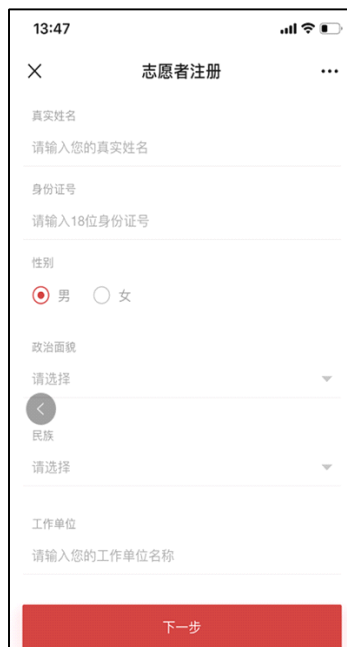 13:47
志愿者注册
真实姓名
请输入您的真实姓名
身份证号
请输入18位身份证号
性别
男 女
政治面貌
请选择
民族
请选择
工作单位
请输入您的工作单位名称
下一步